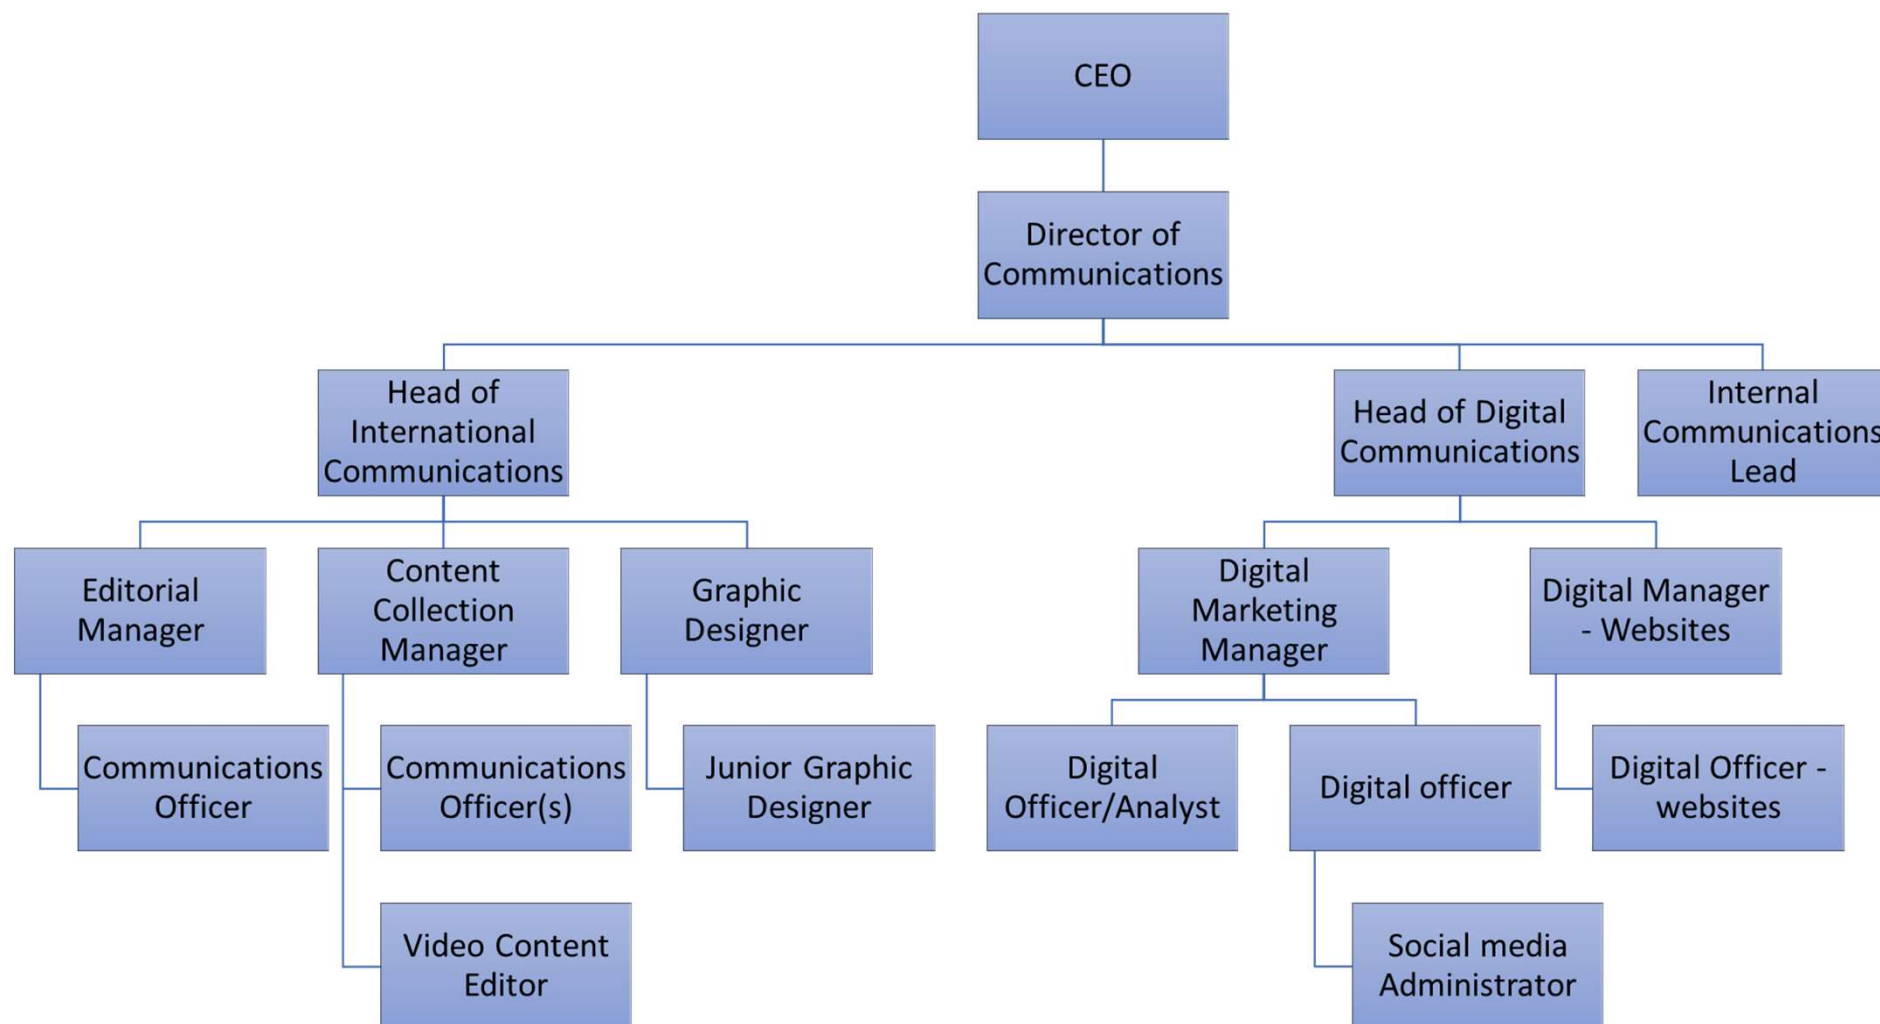 CEO
Director of
Communications
Head of
International
Communications
Head of Digital
Communications
Internal
Communications
Lead
Editorial
Manager
Content
Collection
Manager
Graphic
Designer
Digital
Marketing
Manager
Digital Manager
- Websites
Communications
Officer
Communications
Officer(s)
Junior Graphic
Designer
Digital
Officer/Analyst
Digital officer
Digital Officer -
websites
Video Content
Editor
Social media
Administrator